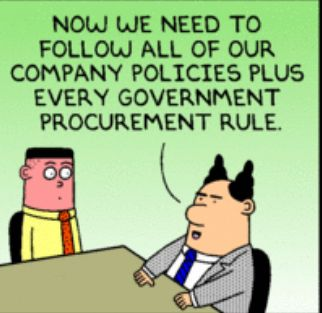 NOW WE NEED TO
FOLLOW ALL OF OUR
COMPANY POLICIES PLUS
EVERY GOVERNMENT
PROCUREMENT RULE.